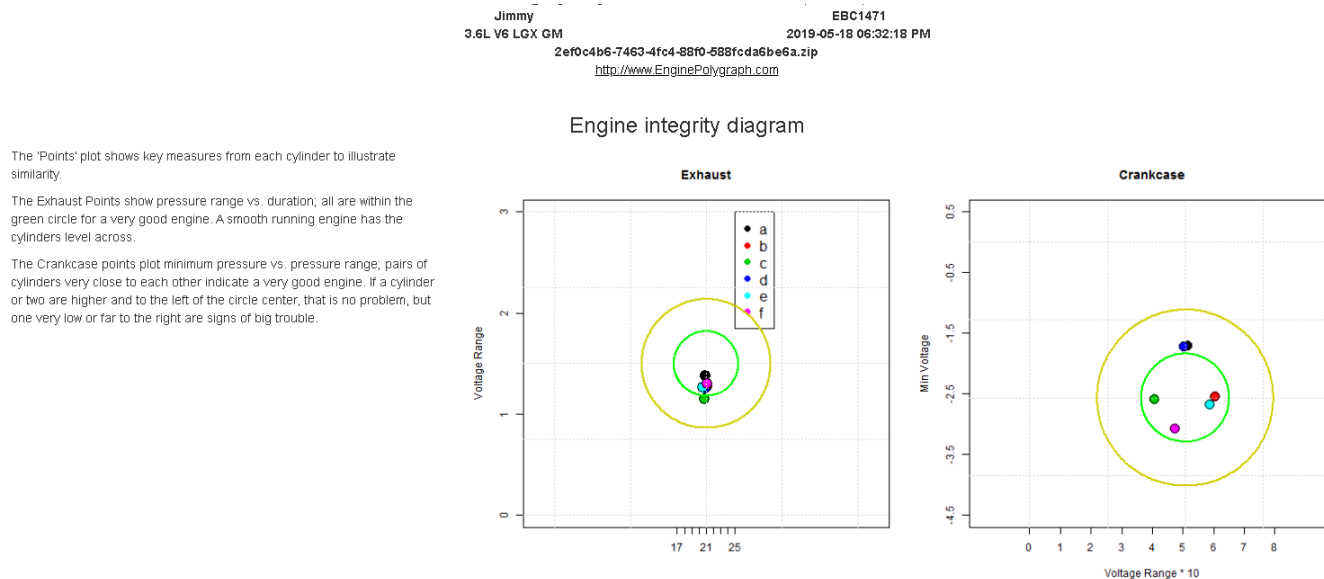 Jimmy EBC1471
3.6L V6 LGX GM 2019-05-18 06:32:18 PM
2ef0c4b6-7463-4fc4-88f0-588fcda6be6a.zip
http://www.EnginePolygraph.com
Engine integrity diagram
The 'Points' plot shows key measures from each cylinder to illustrate
similarity.
The Exhaust Points show pressure range vs. duration; all are within the
green circle for a very good engine. A smooth running engine has the
cylinders level across.
The Crankcase points plot minimum pressure vs. pressure range; pairs of
cylinders very close to each other indicate a very good engine. If a cylinder
or two are higher and to the left of the circle center, that is no problem, but
one very low or far to the right are signs of big trouble.
Exhaust
Voltage Range
3
2
1
0
a
b
c
d
e
f
17 21 25
Crankcase
Min Voltage
0.5
-0.5
-1.5
-2.5
-3.5
-4.5
0 1 2 3 4 5 6 7 8
Voltage Range * 10